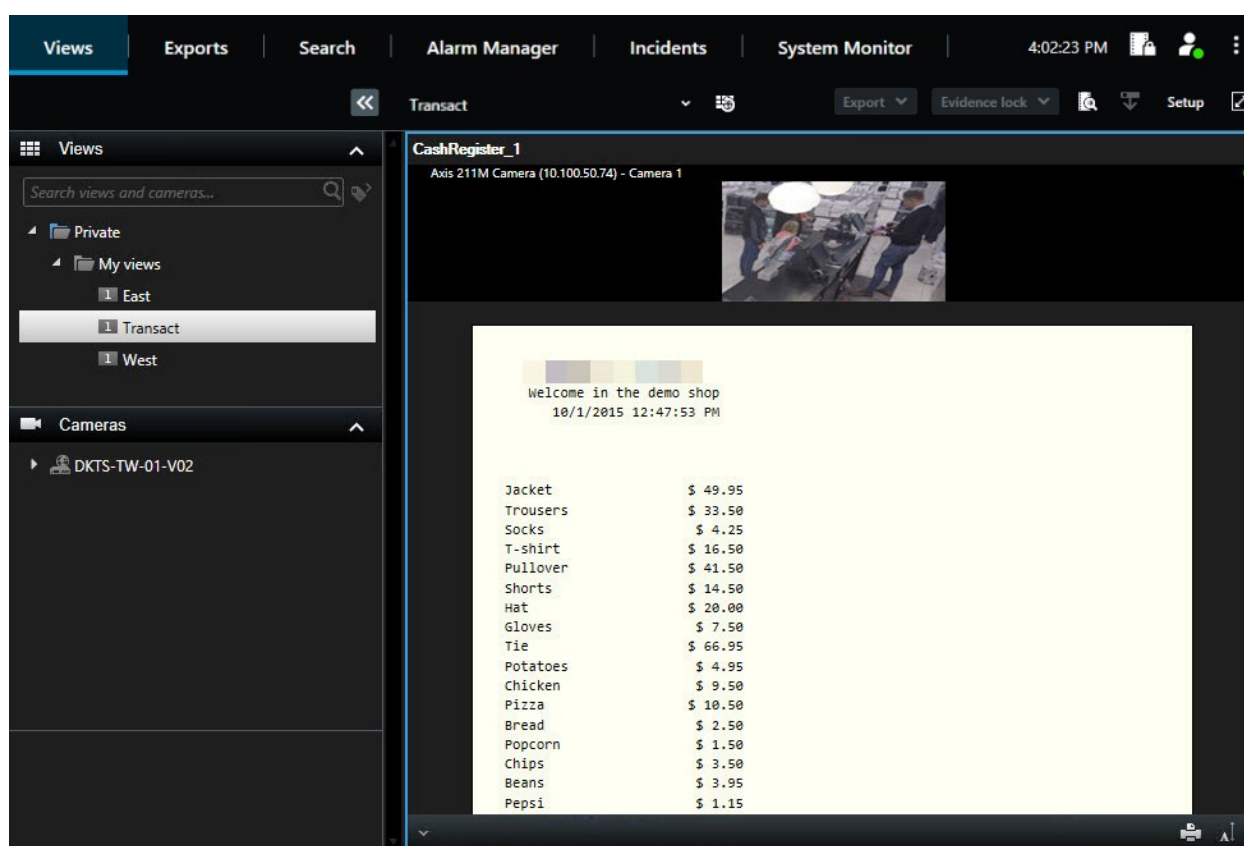 Views Exports Search Alarm Manager Incidents System Monitor 4:02:23 PM
Transact Export Evidence lock Setup
Views
Search views and cameras...
Private
My views
1 East
1 Transact
1 West
Cameras
DKTS-TW-01-V02
CashRegister_1
Axis 211M Camera (10.100.50.74) - Camera 1
Welcome in the demo shop
10/1/2015 12:47:53 PM
Jacket $ 49.95
Trousers $ 33.50
Socks $ 4.25
T-shirt $ 16.50
Pullover $ 41.50
Shorts $ 14.50
Hat $ 20.00
Gloves $ 7.50
Tie $ 66.95
Potatoes $ 4.95
Chicken $ 9.50
Pizza $ 10.50
Bread $ 2.50
Popcorn $ 1.50
Chips $ 3.50
Beans $ 3.95
Pepsi $ 1.15
A